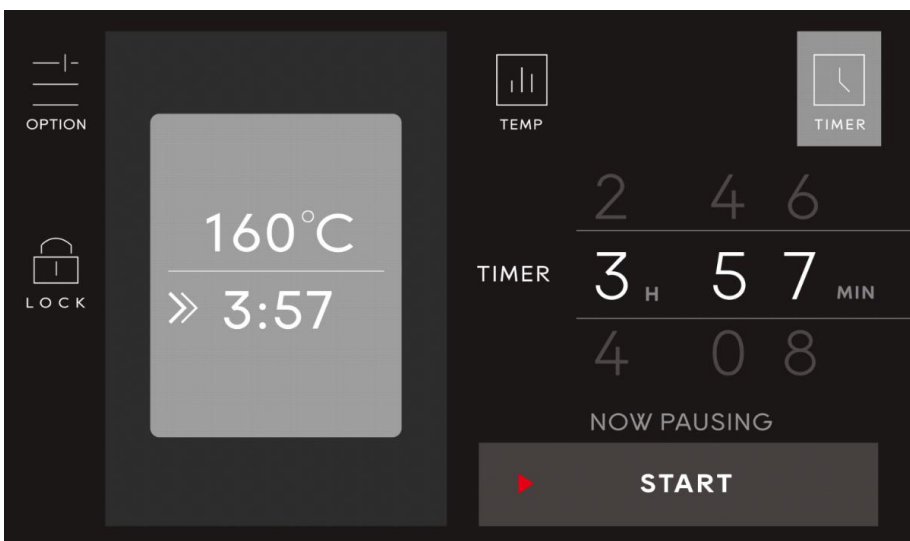 OPTION
LOCK
160°C
3:57
TEMP
TIMER
2 4 6
TIMER 3 H 5 7 MIN
4 0 8
NOW PAUSING
START